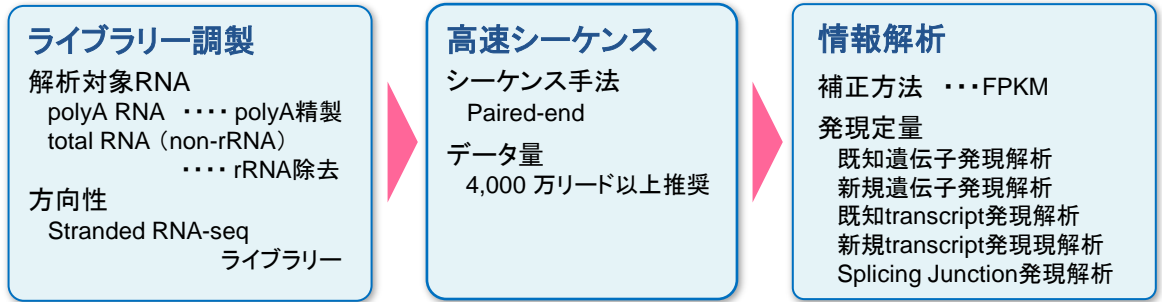 ライブラリー調製
解析対象RNA
polyA RNA ････ polyA精製
total RNA（non-rRNA）
････ rRNA除去
方向性
Stranded RNA-seq
ライブラリー
高速シーケンス
シーケンス手法
Paired-end
データ量
4,000 万リード以上推奨
情報解析
補正方法 ･･･FPKM
発現定量
既知遺伝子発現解析
新規遺伝子発現解析
既知transcript発現解析
新規transcript発現現解析
Splicing Junction発現解析